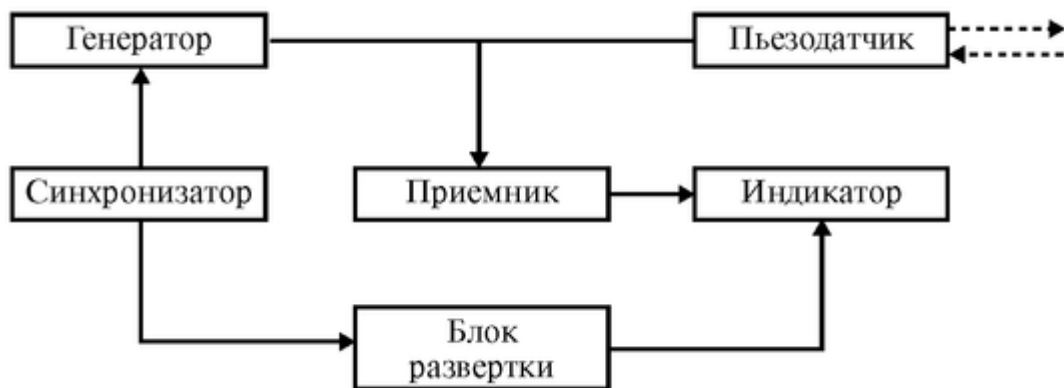 Генератор
Пьезодатчик
Синхронизатор
Приемник
Индикатор
Блок
развертки